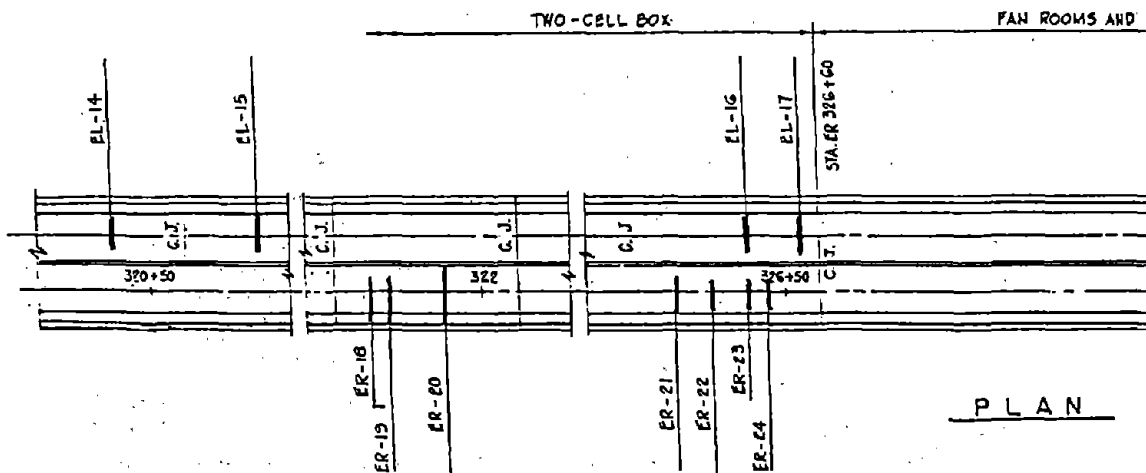 TWO-CELL BOX
FAN ROOMS AND
EL-14
EL-15
EL-16
EL-17
STA. ER 326+60
C.J.
C.J.
C.J.
C.J.
C.J.
320+50
322
326+50
ER-18
ER-19
ER-20
ER-21
ER-22
ER-23
ER-24
PLAN